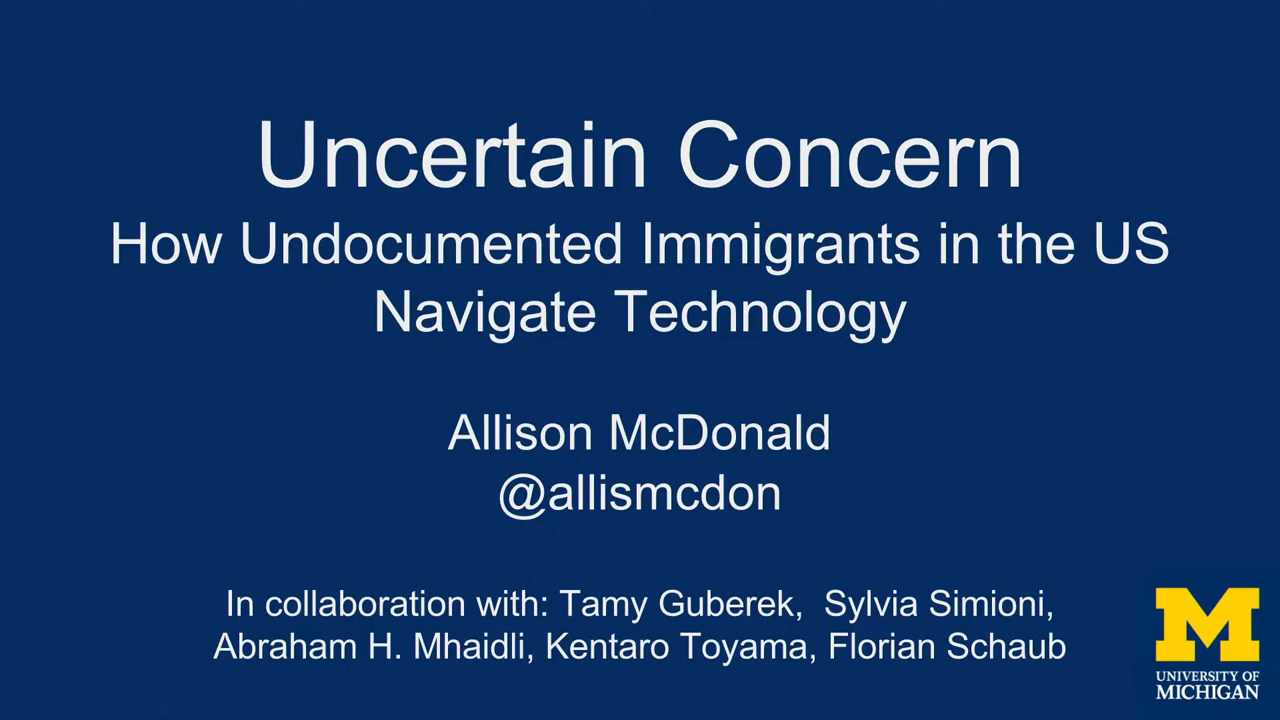 Uncertain Concern
How Undocumented Immigrants in the US
Navigate Technology
Allison McDonald
@allismcdon
In collaboration with: Tamy Guberek,  Sylvia Simioni,
Abraham H. Mhaidli, Kentaro Toyama, Florian Schaub
M
UNIVERSITY OF
MICHIGAN